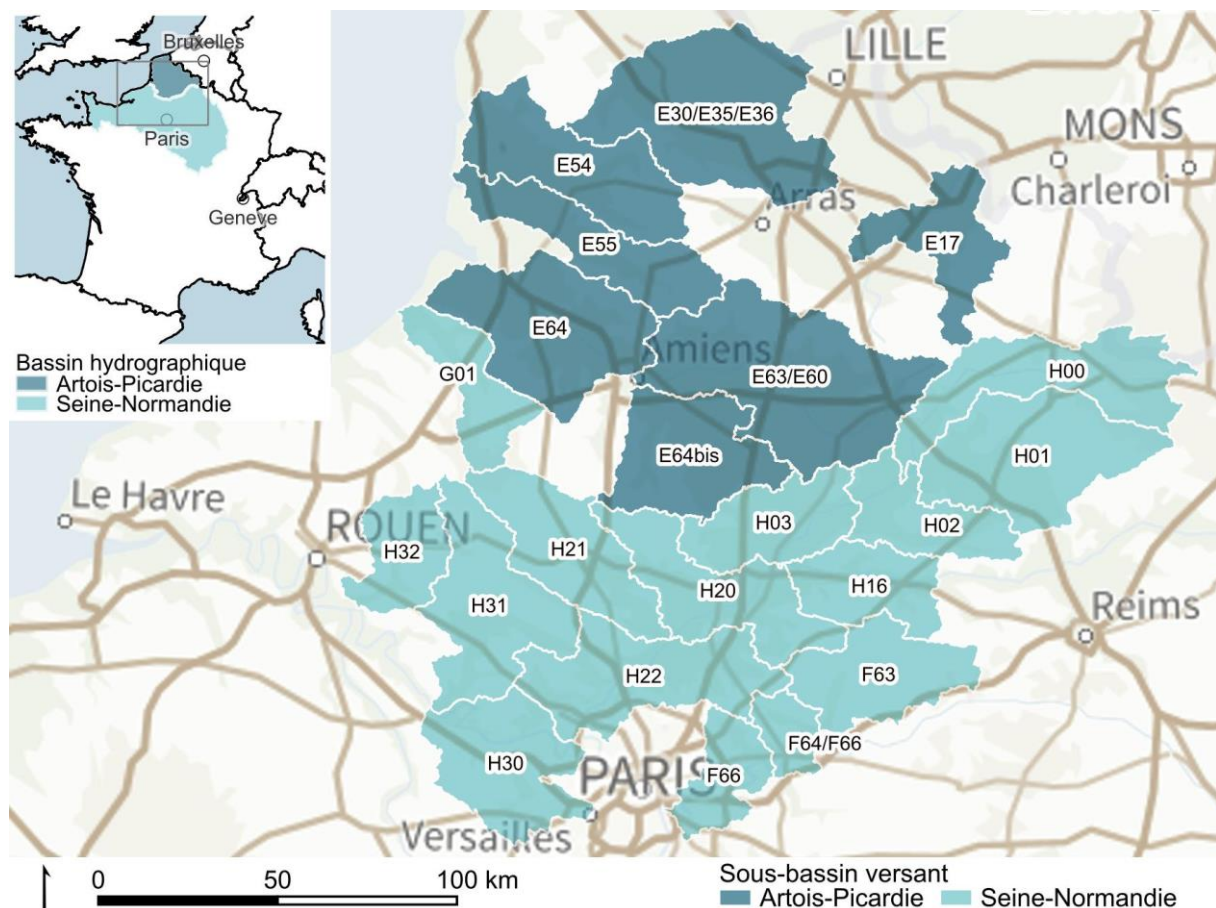 Bruxelles
Paris
Genève
Bassin hydrographique
Artois-Picardie
Seine-Normandie
LILLE
E30/E35/E36
MONS
E54
Charleroi
Arras
E17
E55
E64
Amiens
G01
E63/E60
H00
E64bis
H01
Le Havre
ROUEN
H03
H02
H32
H21
H20
H16
H31
Reims
H22
F63
F64/F66
H30
PARIS
F66
Versailles
0 50 100 km
Sous-bassin versant
Artois-Picardie Seine-Normandie